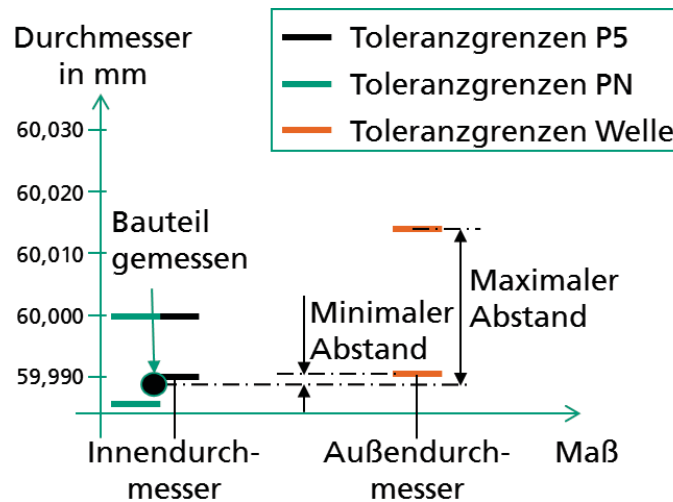 Durchmesser
in mm
Toleranzgrenzen P5
Toleranzgrenzen PN
Toleranzgrenzen Welle
60,030
60,020
60,010
60,000
59,990
Bauteil
gemessen
Minimaler
Abstand
Maximaler
Abstand
Innendurch-
messer
Außendurch-
messer
Maß